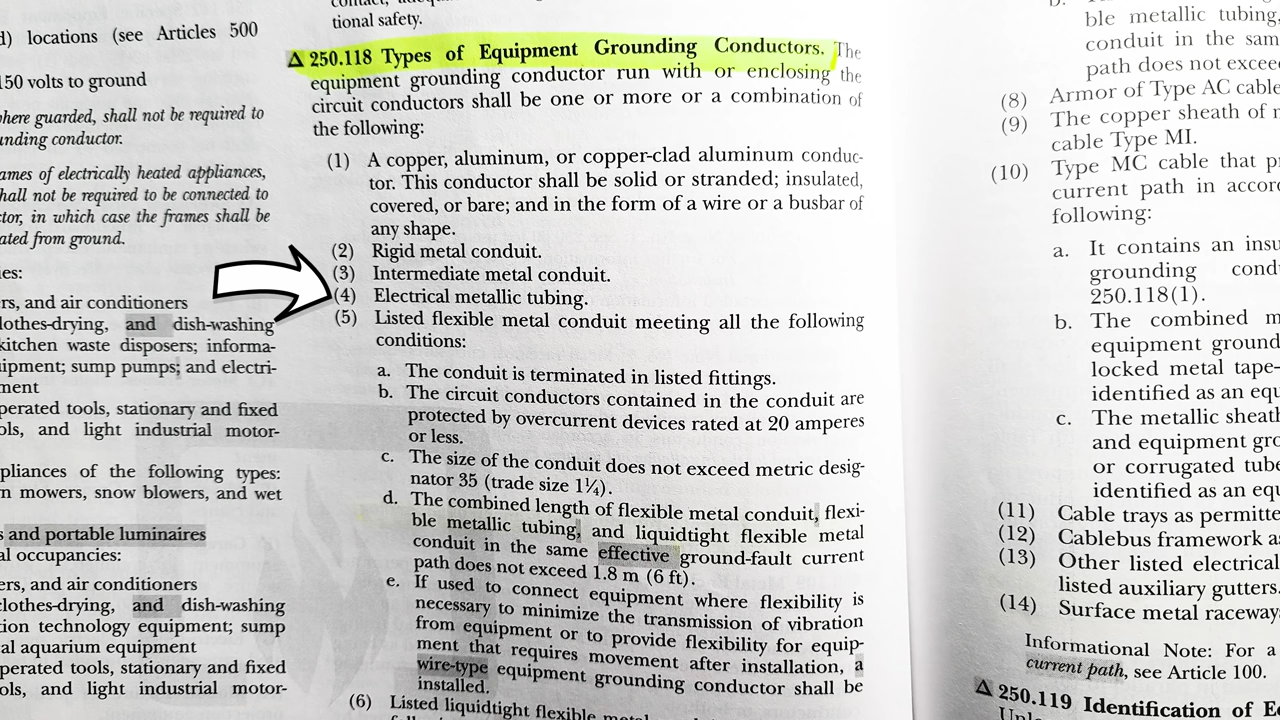 d) locations (see Articles 500
150 volts to ground
where guarded, shall not be required to
unding conductor.
ames of electrically heated appliances,
hall not be required to be connected to
ctor, in which case the frames shall be
ated from ground.
ies:
ers, and air conditioners
lothes-drying, and dish-washing
kitchen waste disposers; informa-
ipment; sump pumps; and electri-
ment
perated tools, stationary and fixed
ols, and light industrial motor-
pliances of the following types:
n mowers, snow blowers, and wet
s and portable luminaires
al occupancies:
ers, and air conditioners
clothes-drying, and dish-washing
tion technology equipment; sump
al aquarium equipment
perated tools, stationary and fixed
ols, and light industrial motor-
tional safety.
Δ 250.118 Types of Equipment Grounding Conductors. The
equipment grounding conductor run with or enclosing the
circuit conductors shall be one or more or a combination of
the following:
(1) A copper, aluminum, or copper-clad aluminum conduc-
tor. This conductor shall be solid or stranded; insulated,
covered, or bare; and in the form of a wire or a busbar of
any shape.
(2) Rigid metal conduit.
(3) Intermediate metal conduit.
(4) Electrical metallic tubing.
(5) Listed flexible metal conduit meeting all the following
conditions:
a. The conduit is terminated in listed fittings.
b. The circuit conductors contained in the conduit are
protected by overcurrent devices rated at 20 amperes
or less.
c. The size of the conduit does not exceed metric desig-
nator 35 (trade size 1¼).
d. The combined length of flexible metal conduit, flexi-
ble metallic tubing, and liquidtight flexible metal
conduit in the same effective ground-fault current
path does not exceed 1.8 m (6 ft).
e. If used to connect equipment where flexibility is
necessary to minimize the transmission of vibration
from equipment or to provide flexibility for equip-
ment that requires movement after installation, a
wire-type equipment grounding conductor shall be
installed.
(6) Listed liquidtight flexible metal
ble metallic tubing,
conduit in the sam
path does not excee
(8) Armor of Type AC cable
(9) The copper sheath of
cable Type MI.
(10) Type MC cable that p
current path in accor
following:
a. It contains an insu
grounding cond
250.118(1).
b. The combined m
equipment ground
locked metal tape-
identified as an equ
c. The metallic sheat
and equipment gro
or corrugated tube
identified as an equ
(11) Cable trays as permitte
(12) Cablebus framework as
(13) Other listed electrical
listed auxiliary gutters.
(14) Surface metal raceway
Informational Note: For a
current path, see Article 100.
Δ 250.119 Identification of E